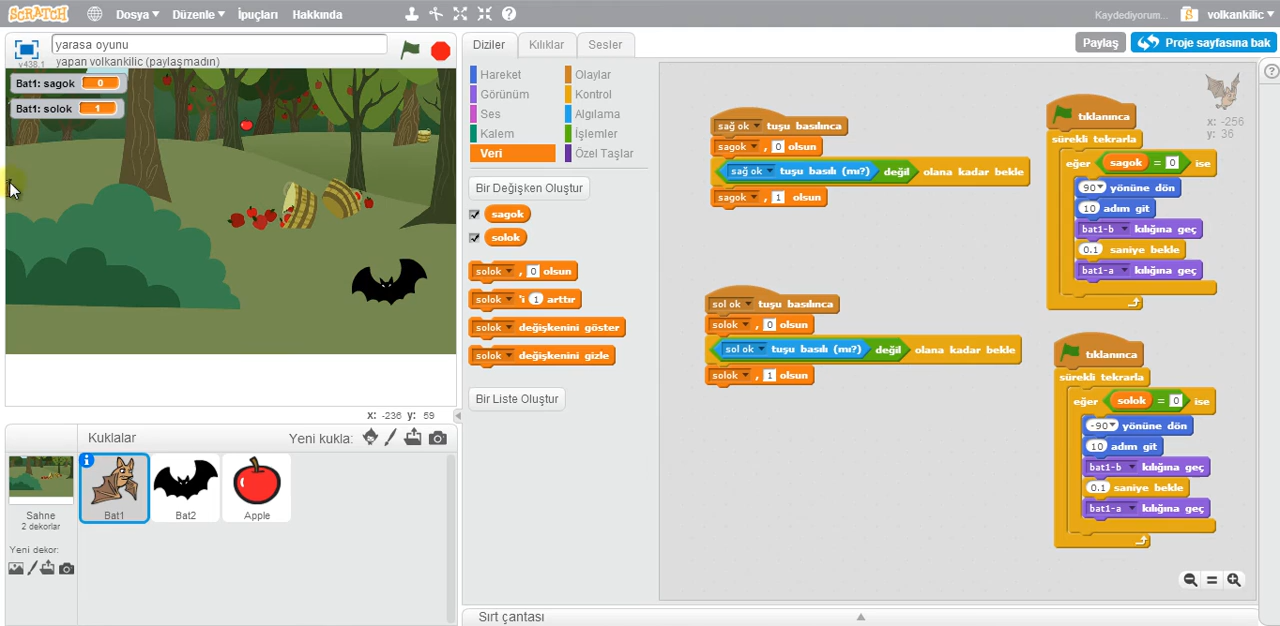 SCRATCH Dosya Düzenle İpuçları Hakkında Kaydediyorum... volkankilic
yarasa oyunu
v438.1 yapan volkankilic (paylaşmadın)
Diziler Kılıklar Sesler
Paylaş Proje sayfasına bak
Bat1: sagok 0
Bat1: solok 1
Hareket Olaylar
Görünüm Kontrol
Ses Algılama
Kalem İşlemler
Veri Özel Taşlar
Bir Değişken Oluştur
sagok
solok
solok , 0 olsun
solok 'i 1 arttır
solok değişkenini göster
solok değişkenini gizle
Bir Liste Oluştur
sağ ok tuşu basılınca
sagok , 0 olsun
sağ ok tuşu basılı (mı?) değil olana kadar bekle
sagok , 1 olsun
sol ok tuşu basılınca
solok , 0 olsun
sol ok tuşu basılı (mı?) değil olana kadar bekle
solok , 1 olsun
tıklanınca
sürekli tekrarla
eğer sagok = 0 ise
90 yönüne dön
10 adım git
bat1-b kılığına geç
0.1 saniye bekle
bat1-a kılığına geç
tıklanınca
sürekli tekrarla
eğer solok = 0 ise
-90 yönüne dön
10 adım git
bat1-b kılığına geç
0.1 saniye bekle
bat1-a kılığına geç
x: -256
y: 36
x: -236 y: 59
Kuklalar Yeni kukla:
Sahne
2 dekorlar
Yeni dekor:
Bat1 Bat2 Apple
Sırt çantası